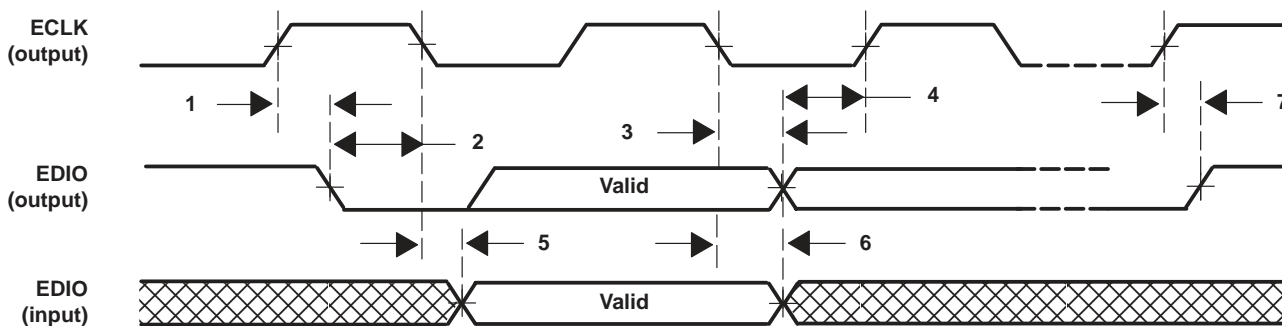 ECLK
(output)
1
4
2
3
7
EDIO
(output)
Valid
5
6
EDIO
(input)
Valid